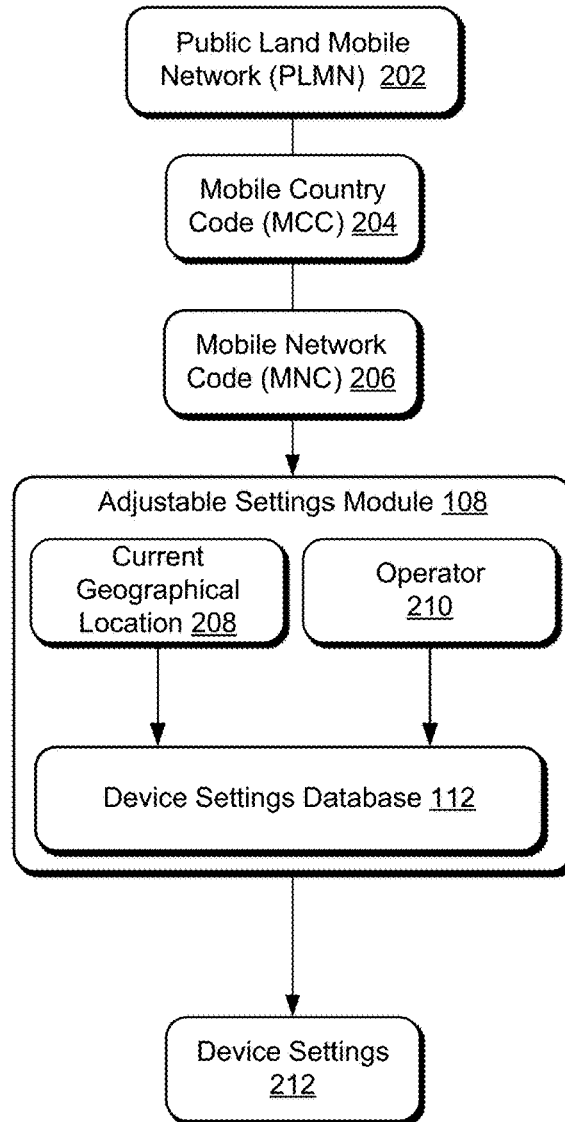 Public Land Mobile
Network (PLMN) 202
Mobile Country
Code (MCC) 204
Mobile Network
Code (MNC) 206
Adjustable Settings Module 108
Current
Geographical
Location 208
Operator
210
Device Settings Database 112
Device Settings
212